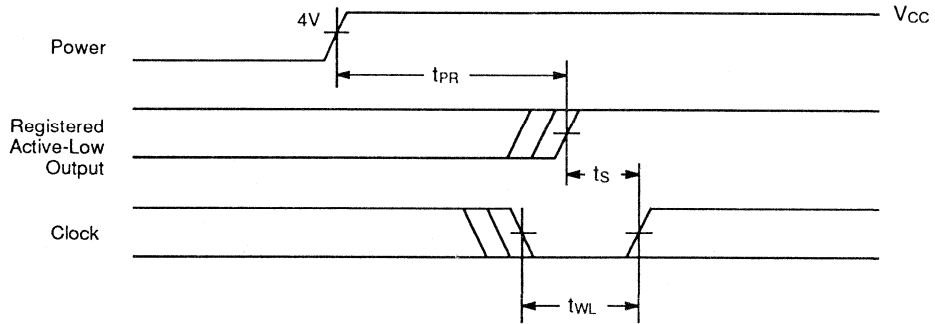 4V
VCC
Power
tPR
Registered
Active-Low
Output
tS
Clock
tWL